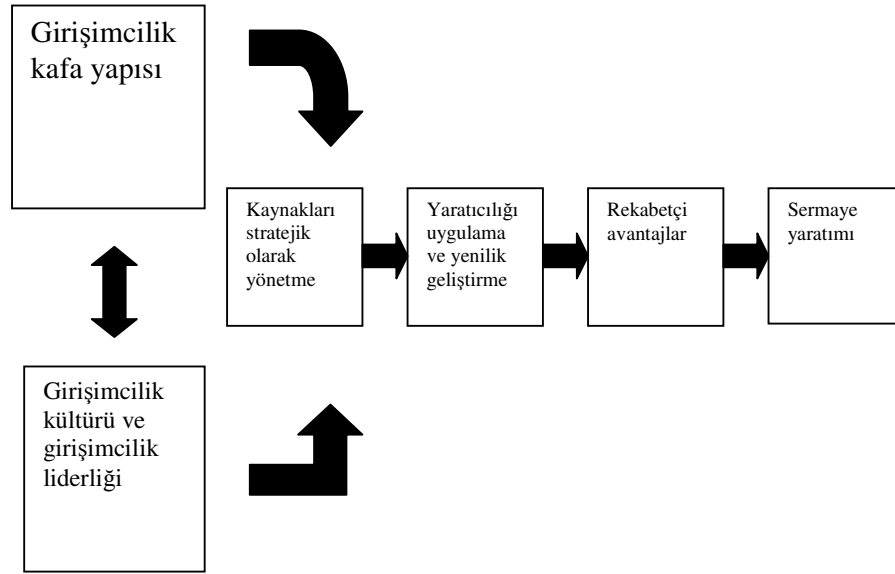 Girişimcilik
kafa yapısı
Kaynakları
stratejik
olarak
yönetme
Yaratıcılığı
uygulama
ve yenilik
geliştirme
Rekabetçi
avantajlar
Sermaye
yaratımı
Girişimcilik
kültürü ve
girişimcilik
liderliği